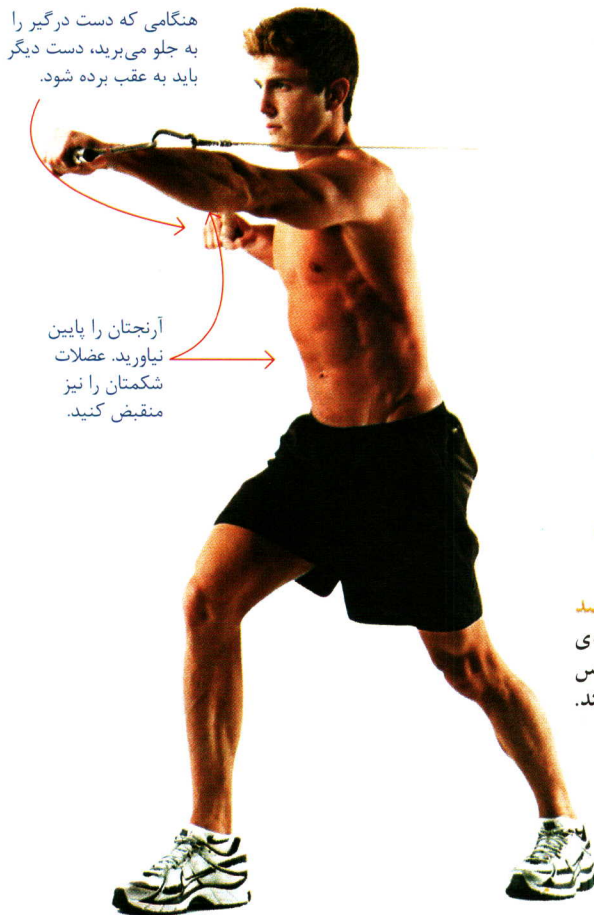 هنگامی که دست درگیر را
به جلو می‌برید، دست دیگر
باید به عقب برده شود.
آرنجتان را پایین
نیاورید. عضلات
شکمتان را نیز
منقبض کنید.